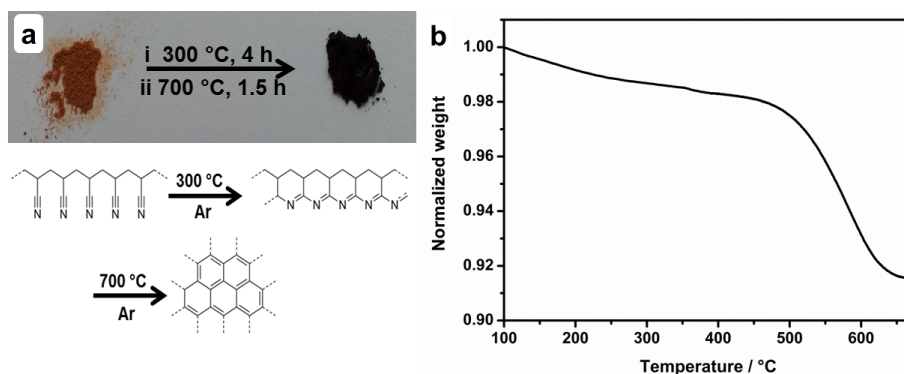 a
i 300 °C, 4 h
ii 700 °C, 1.5 h
300 °C
Ar
N N N N N
N N N N N
700 °C
Ar
b
Normalized weight
1.00
0.98
0.96
0.94
0.92
0.90
100 200 300 400 500 600
Temperature / °C